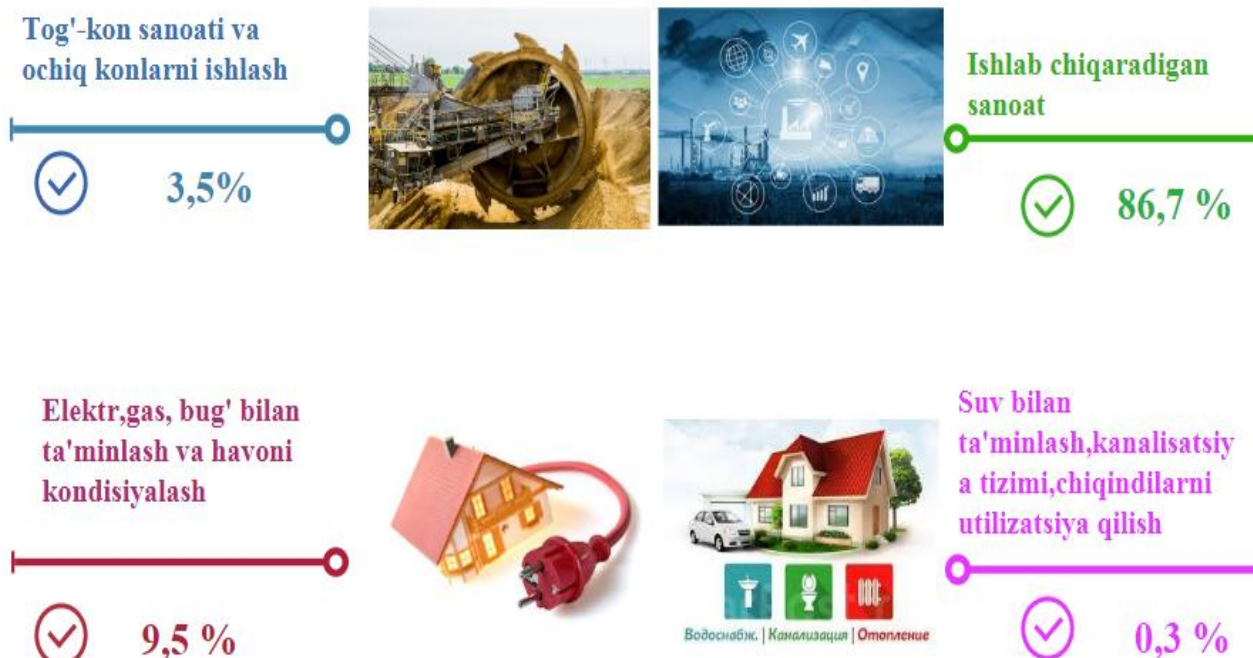 Tog'-kon sanoati va
ochiq konlarni ishlash
3,5%
Ishlab chiqaradigan
sanoat
86,7 %
Elektr,gas, bug' bilan
ta'minlash va havoni
kondisiyalash
9,5 %
Suv bilan
ta'minlash,kanalisatsiy
a tizimi,chiqindilarni
utilizatsiya qilish
0,3 %
Водоснабж. | Канализация | Отопление